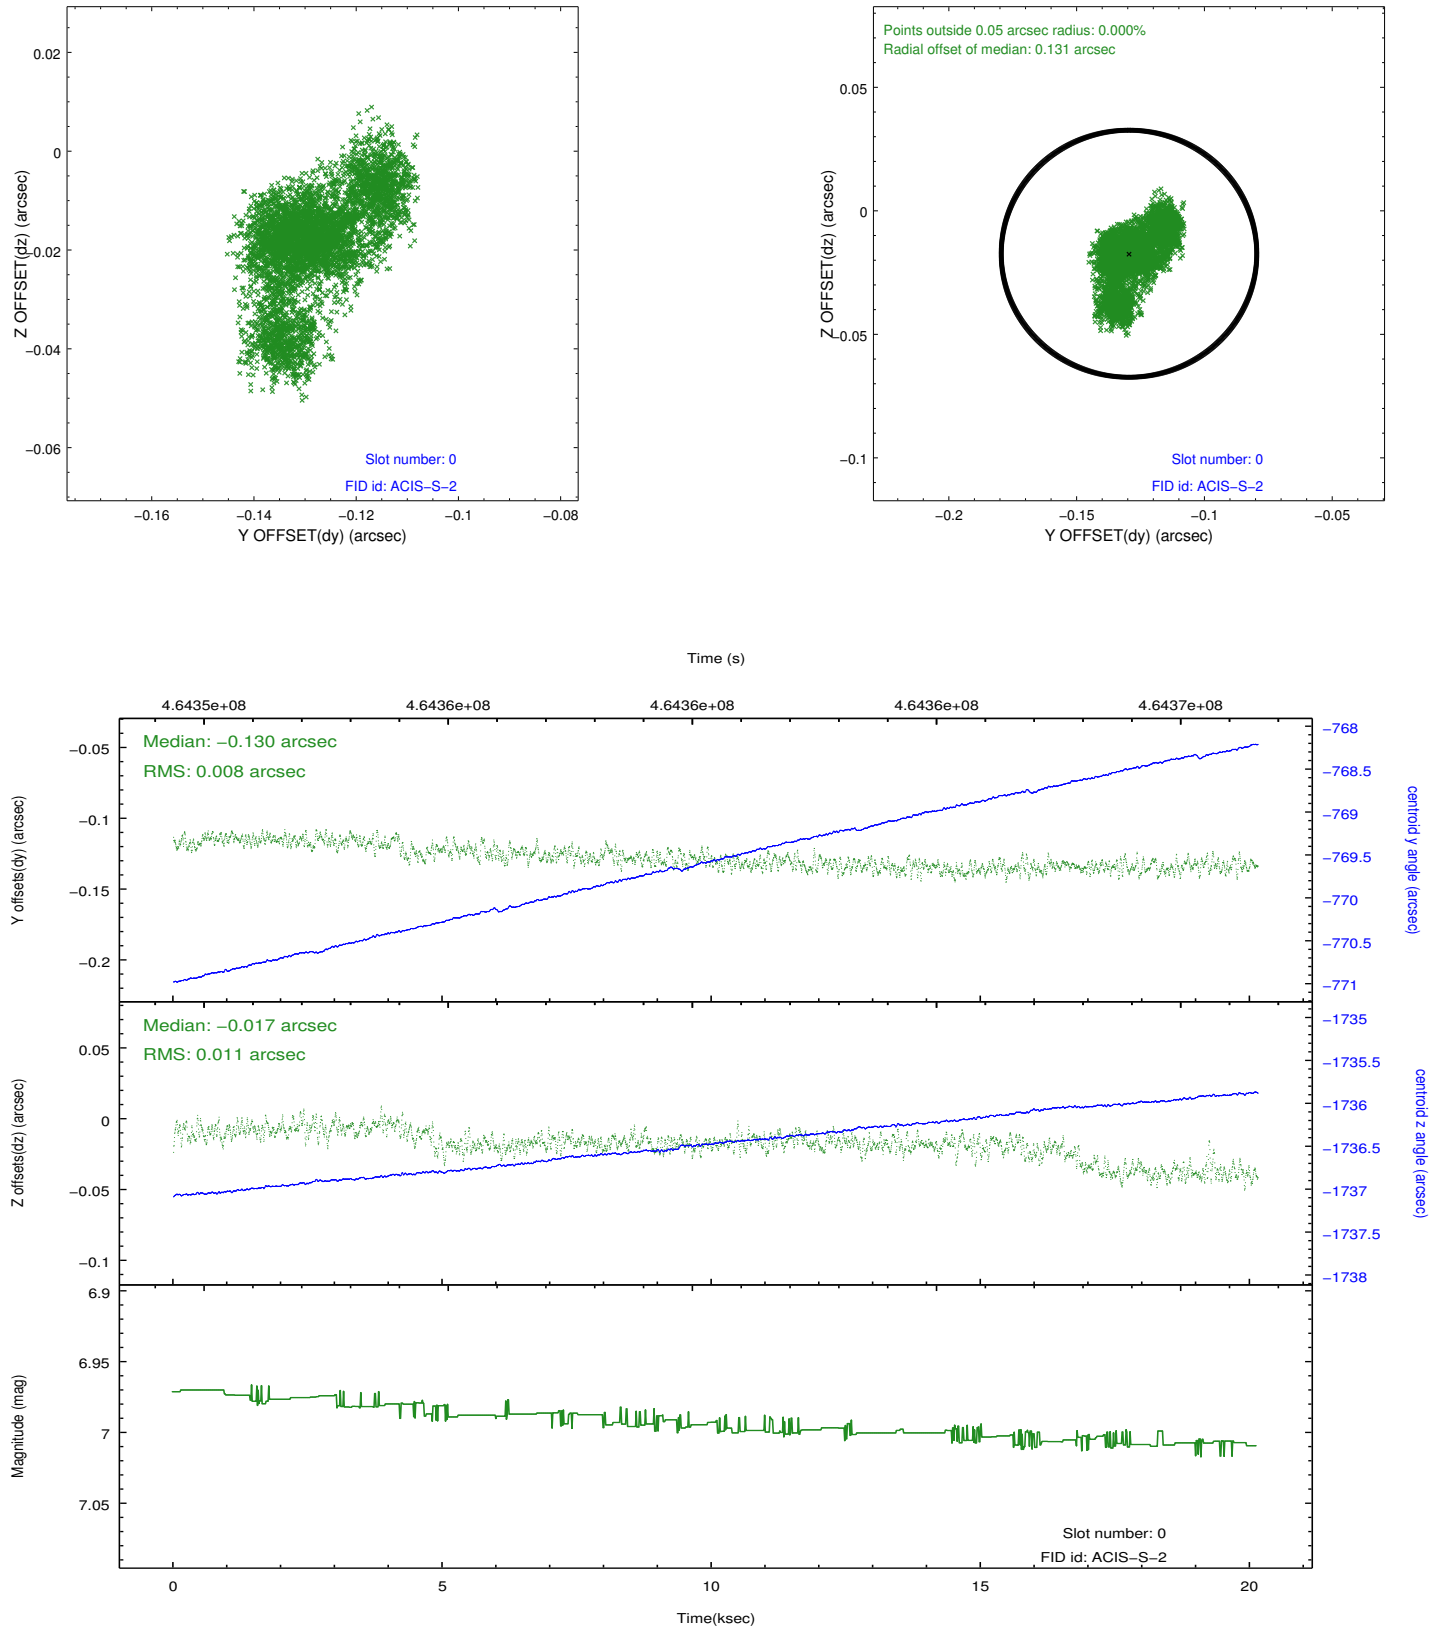 0.02
0
−0.02
−0.04
−0.06
Z OFFSET(dz) (arcsec)
Slot number: 0
FID id: ACIS−S−2
−0.16
−0.14
−0.12
−0.1
−0.08
Y OFFSET(dy) (arcsec)
Points outside 0.05 arcsec radius: 0.000%
Radial offset of median: 0.131 arcsec
0.05
0
−0.05
−0.1
Z OFFSET(dz) (arcsec)
Slot number: 0
FID id: ACIS−S−2
−0.2
−0.15
−0.1
−0.05
Y OFFSET(dy) (arcsec)
Time (s)
4.6435e+08
4.6436e+08
4.6436e+08
4.6436e+08
4.6437e+08
Median: −0.130 arcsec
RMS: 0.008 arcsec
−0.05
−0.1
−0.15
−0.2
Y offsets(dy) (arcsec)
−768
−768.5
−769
−769.5
−770
−770.5
−771
centroid y angle (arcsec)
Median: −0.017 arcsec
RMS: 0.011 arcsec
0.05
0
−0.05
−0.1
Z offsets(dz) (arcsec)
−1735
−1735.5
−1736
−1736.5
−1737
−1737.5
−1738
centroid z angle (arcsec)
6.9
6.95
7
7.05
Magnitude (mag)
Slot number: 0
FID id: ACIS−S−2
0
5
10
15
20
Time(ksec)